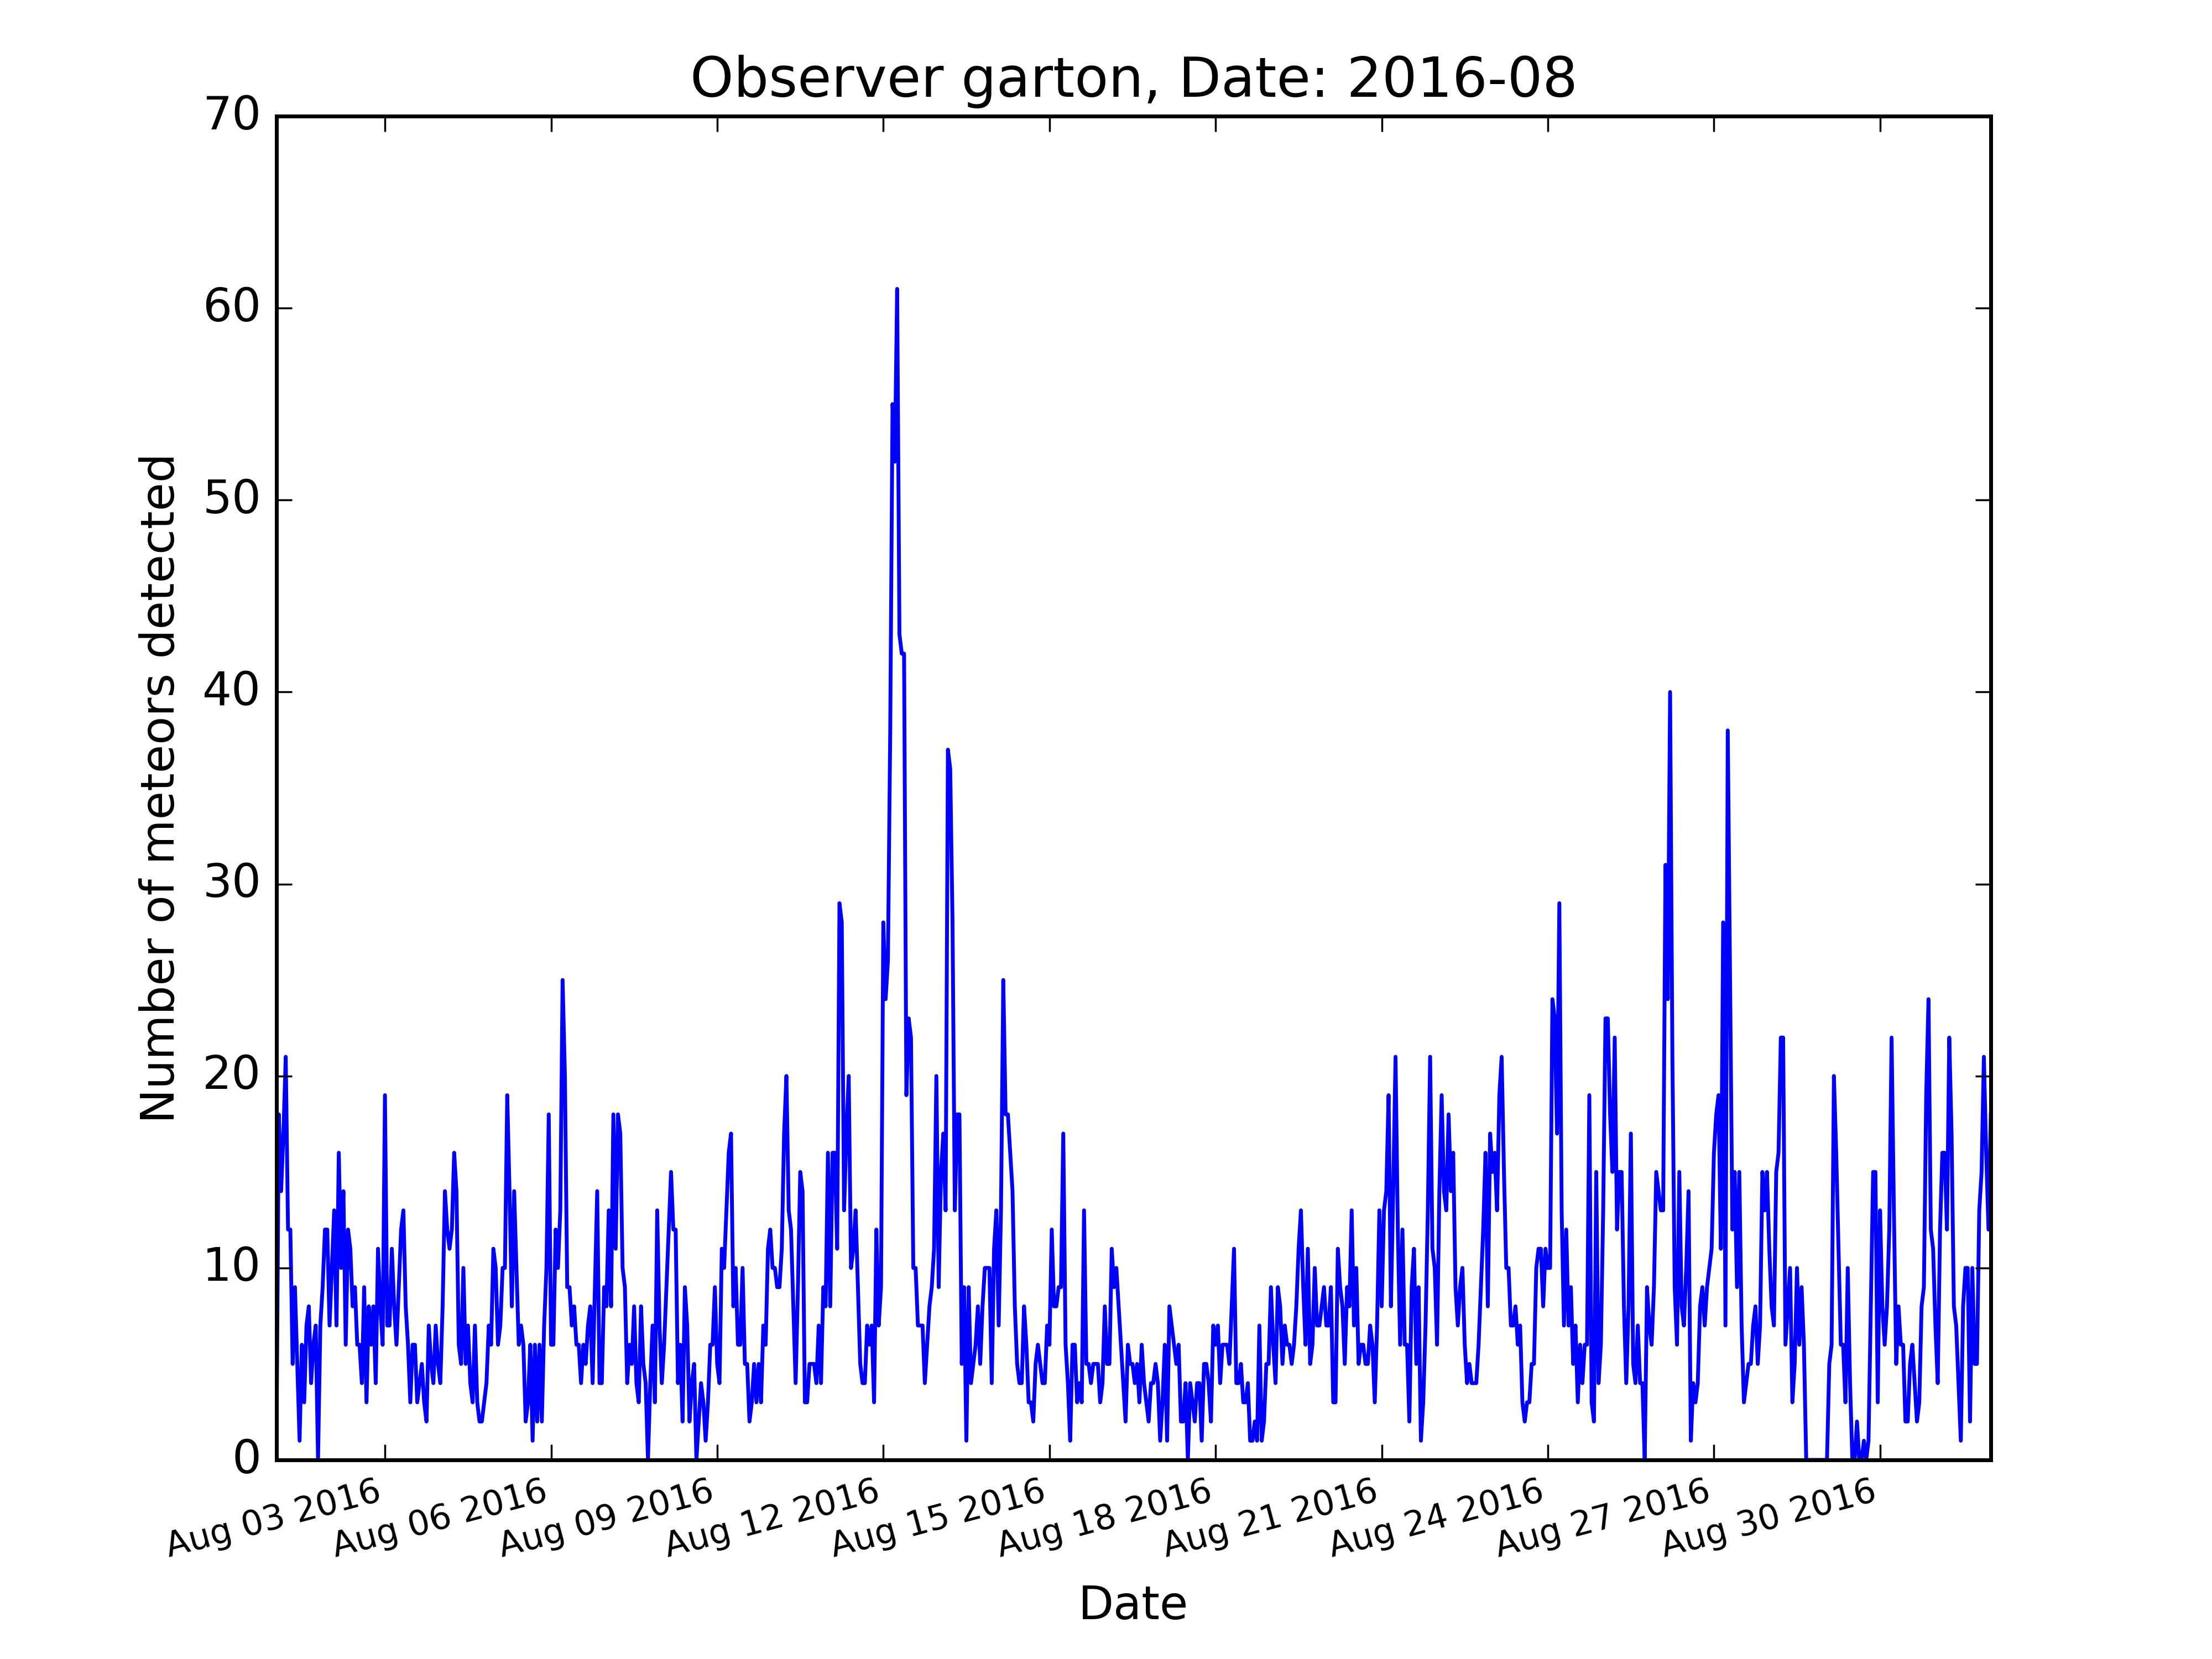 Observer garton, Date: 2016-08
70
60
50
40
30
20
10
0
Number of meteors detected
Aug 03 2016
Aug 06 2016
Aug 09 2016
Aug 12 2016
Aug 15 2016
Aug 18 2016
Aug 21 2016
Aug 24 2016
Aug 27 2016
Aug 30 2016
Date